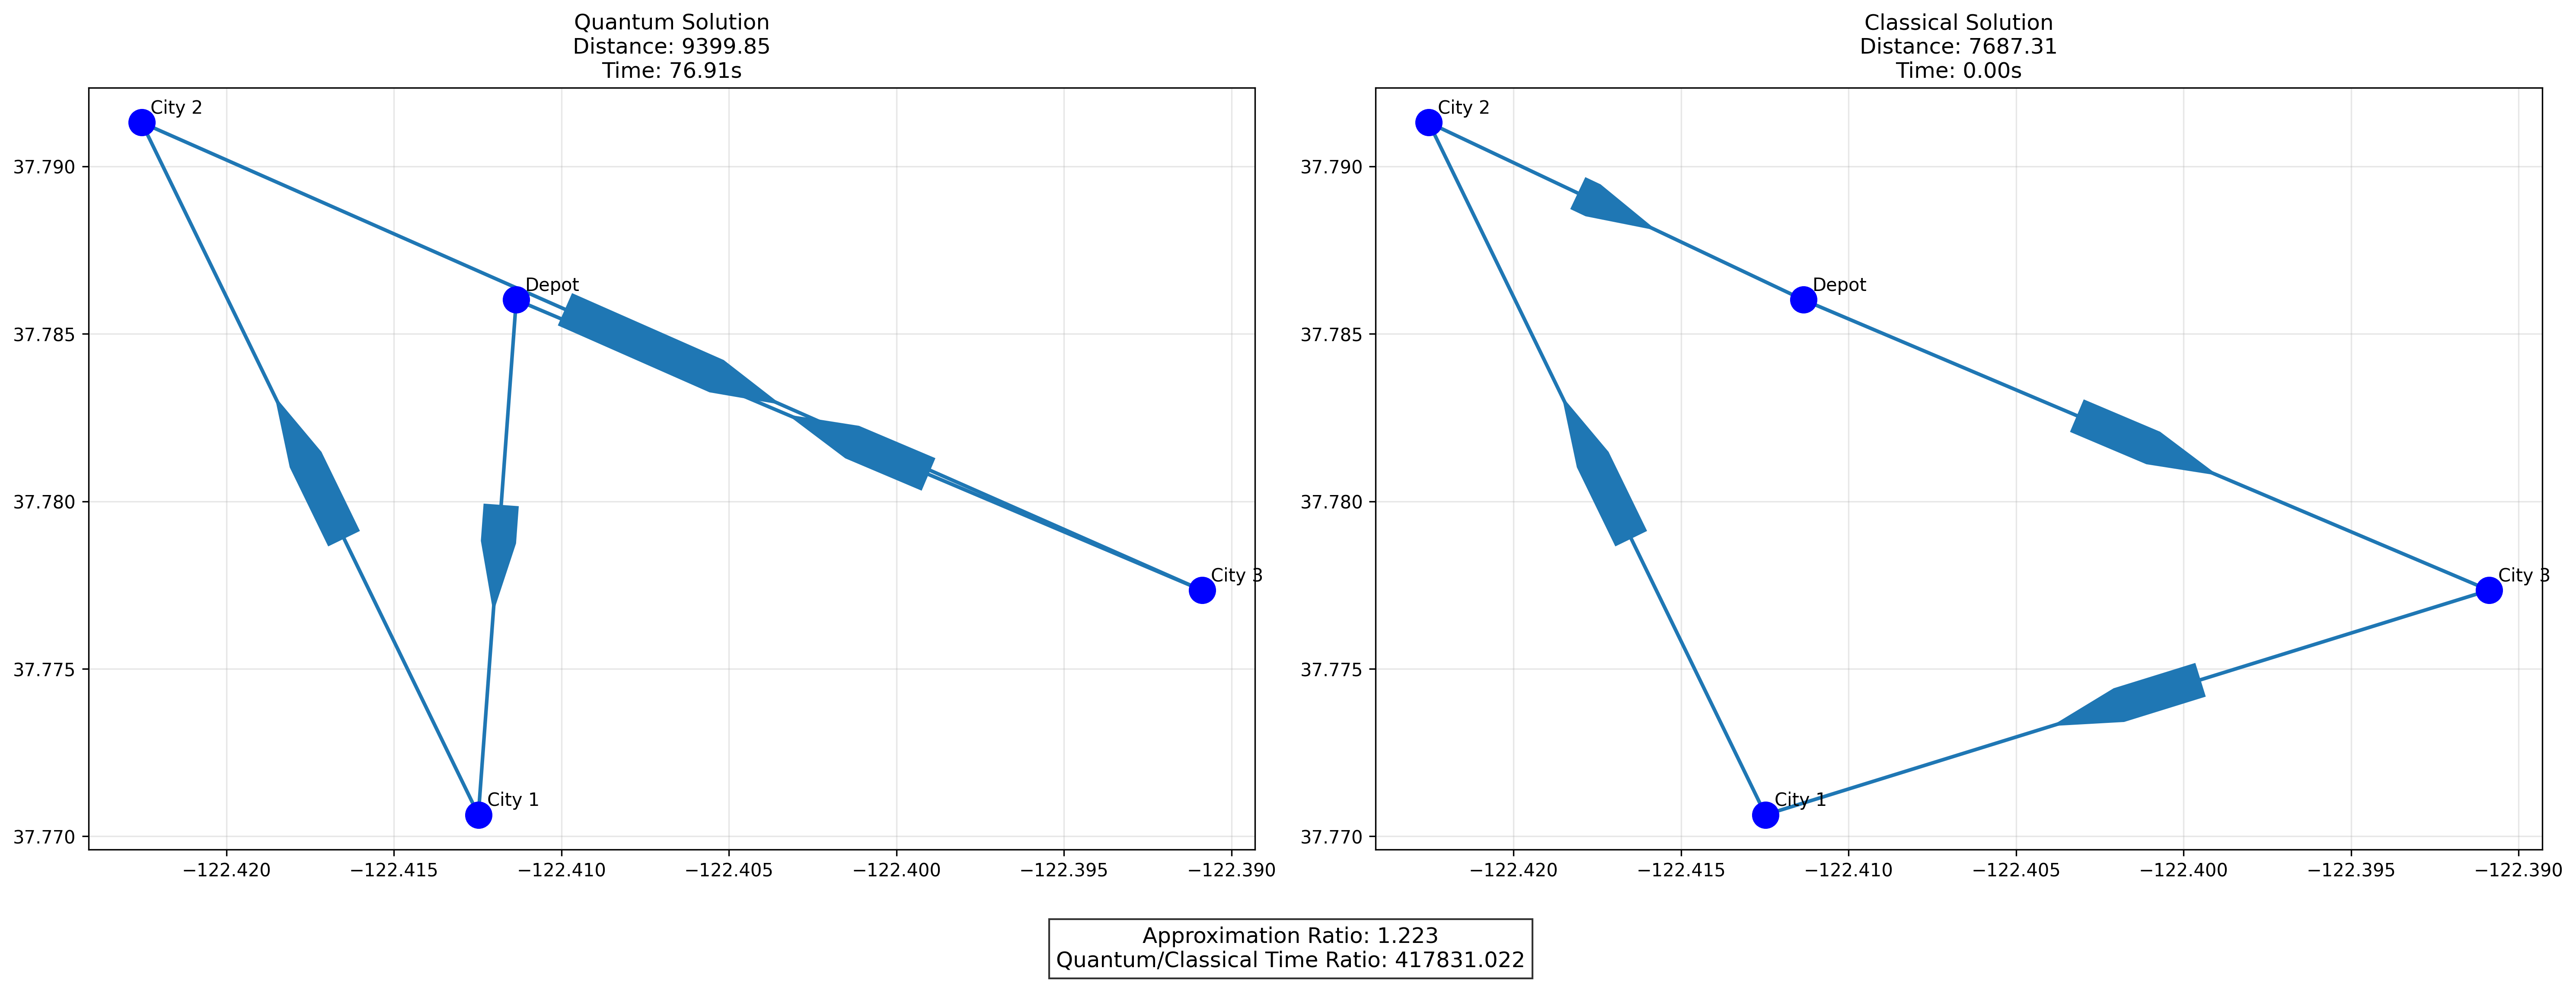 Quantum Solution
Distance: 9399.85
Time: 76.91s
City 2
37.790
Depot
37.785
37.780
City 3
37.775
City 1
37.770
−122.420 −122.415 −122.410 −122.405 −122.400 −122.395 −122.390
Classical Solution
Distance: 7687.31
Time: 0.00s
City 2
37.790
Depot
37.785
37.780
City 3
37.775
City 1
37.770
−122.420 −122.415 −122.410 −122.405 −122.400 −122.395 −122.390
Approximation Ratio: 1.223
Quantum/Classical Time Ratio: 417831.022